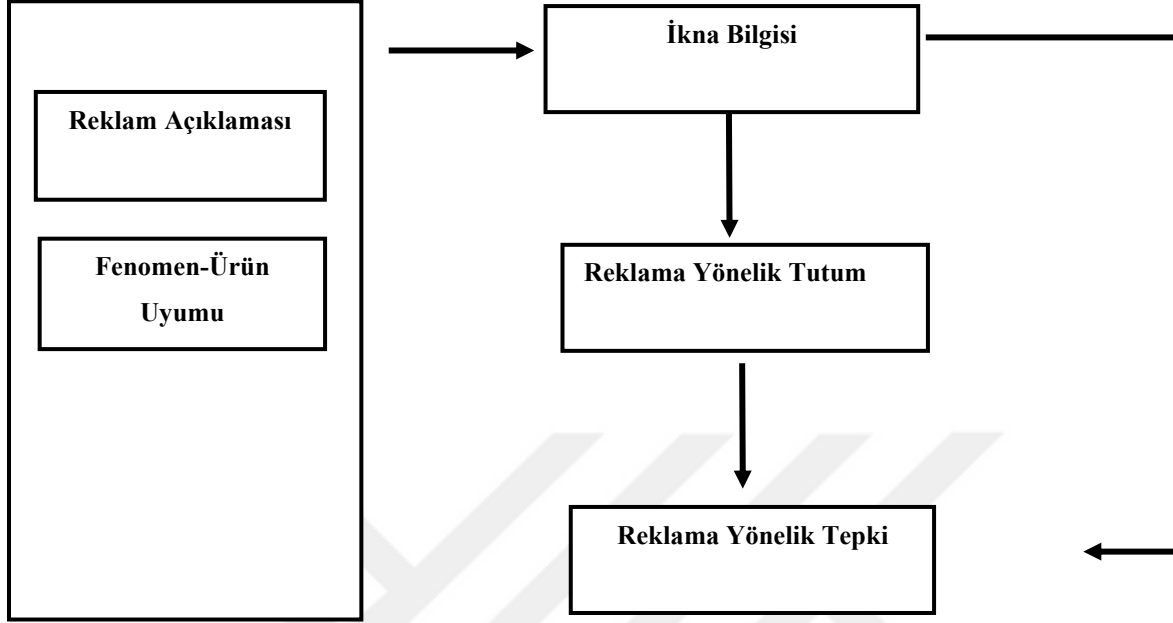 İkna Bilgisi
Reklam Açıklaması
Fenomen-Ürün
Uyumu
Reklama Yönelik Tutum
Reklama Yönelik Tepki